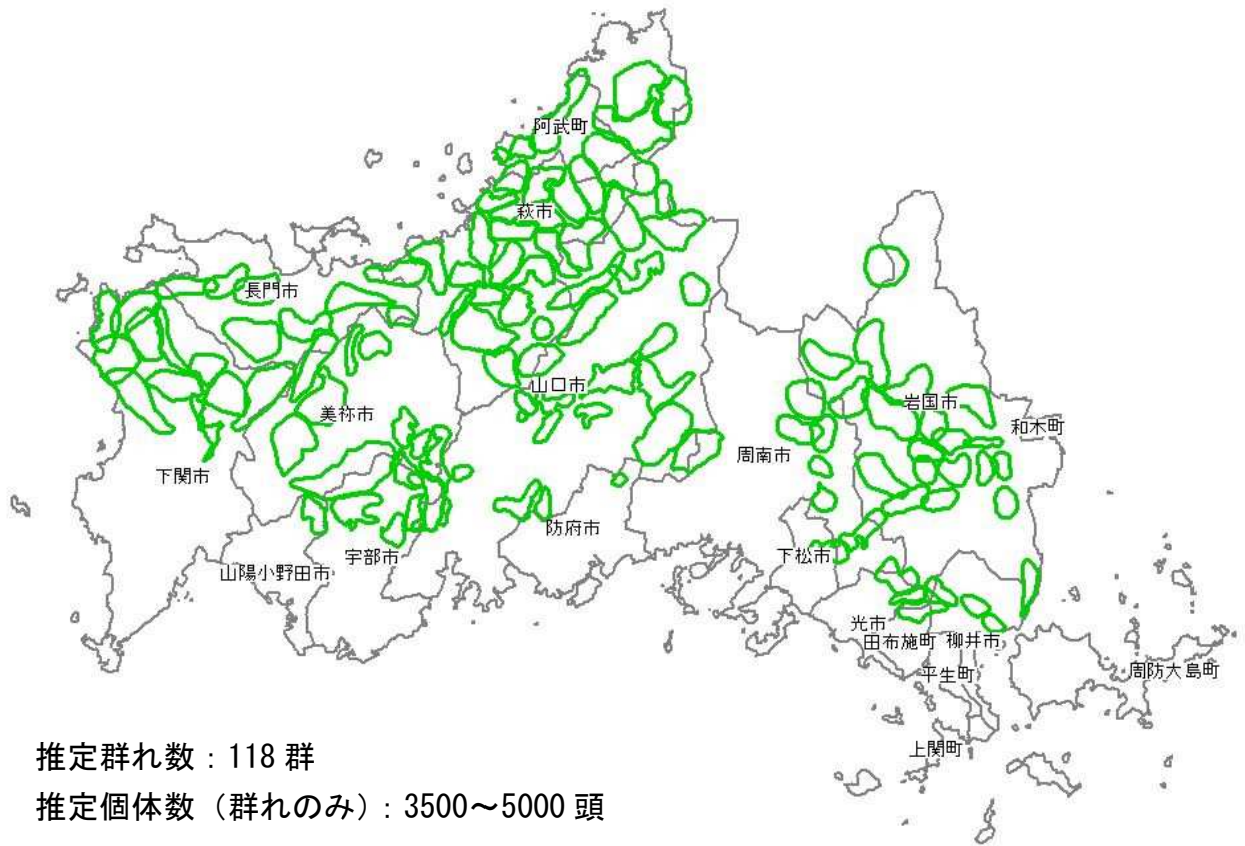 阿武町
萩市
長門市
山口市
美祢市
岩国市
和木町
周南市
下関市
防府市
宇部市
下松市
山陽小野田市
光市
田布施町
柳井市
平生町
周防大島町
上関町
推定群れ数：118 群
推定個体数（群れのみ）：3500～5000 頭